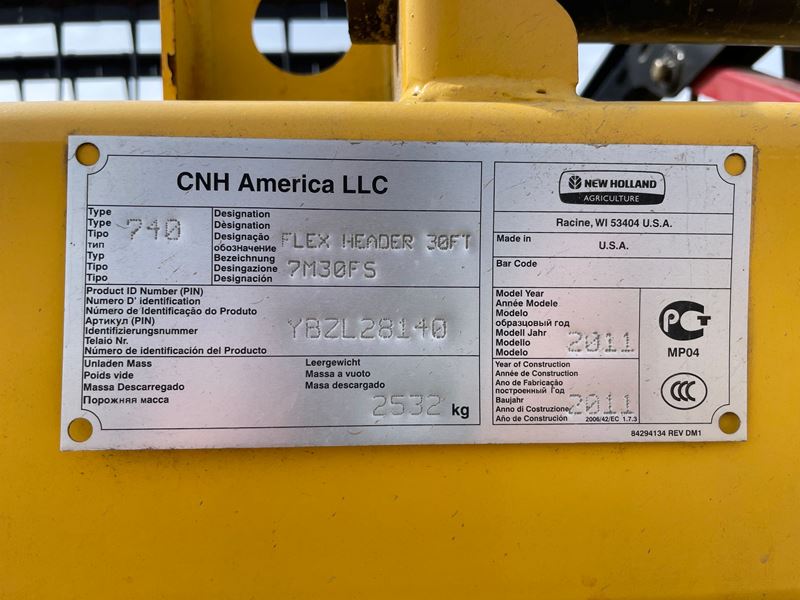 CNH America LLC
Type
Type
Tipo
тип
Typ
Tipo
Tipo
740
Designation
Dèsignation
Designação
обозначение
Bezeichnung
Desingazione
Designación
FLEX HEADER 30FT
7M30FS
Product ID Number (PIN)
Numero D' identification
Número de Identificação do Produto
Артикул (PIN)
Identifizierungsnummer
Telaio Nr.
Número de identificación del Producto
YBZL28140
Unladen Mass
Poids vide
Massa Descarregado
Порожняя масса
Leergewicht
Massa a vuoto
Masa descargado
2532 kg
NEW HOLLAND
AGRICULTURE
Racine, WI 53404 U.S.A.
Made in
U.S.A.
Bar Code
Model Year
Année Modele
Modelo
образцовый год
Modell Jahr
Modello
Modelo
2011
Year of Construction
Année de Construction
Ano de Fabricação
построенный Год
Baujahr
Anno di Costruzione
Año de Construción
2011
2006/42/EC 1.7.3
РСТ
MP04
CCC
84294134 REV DM1